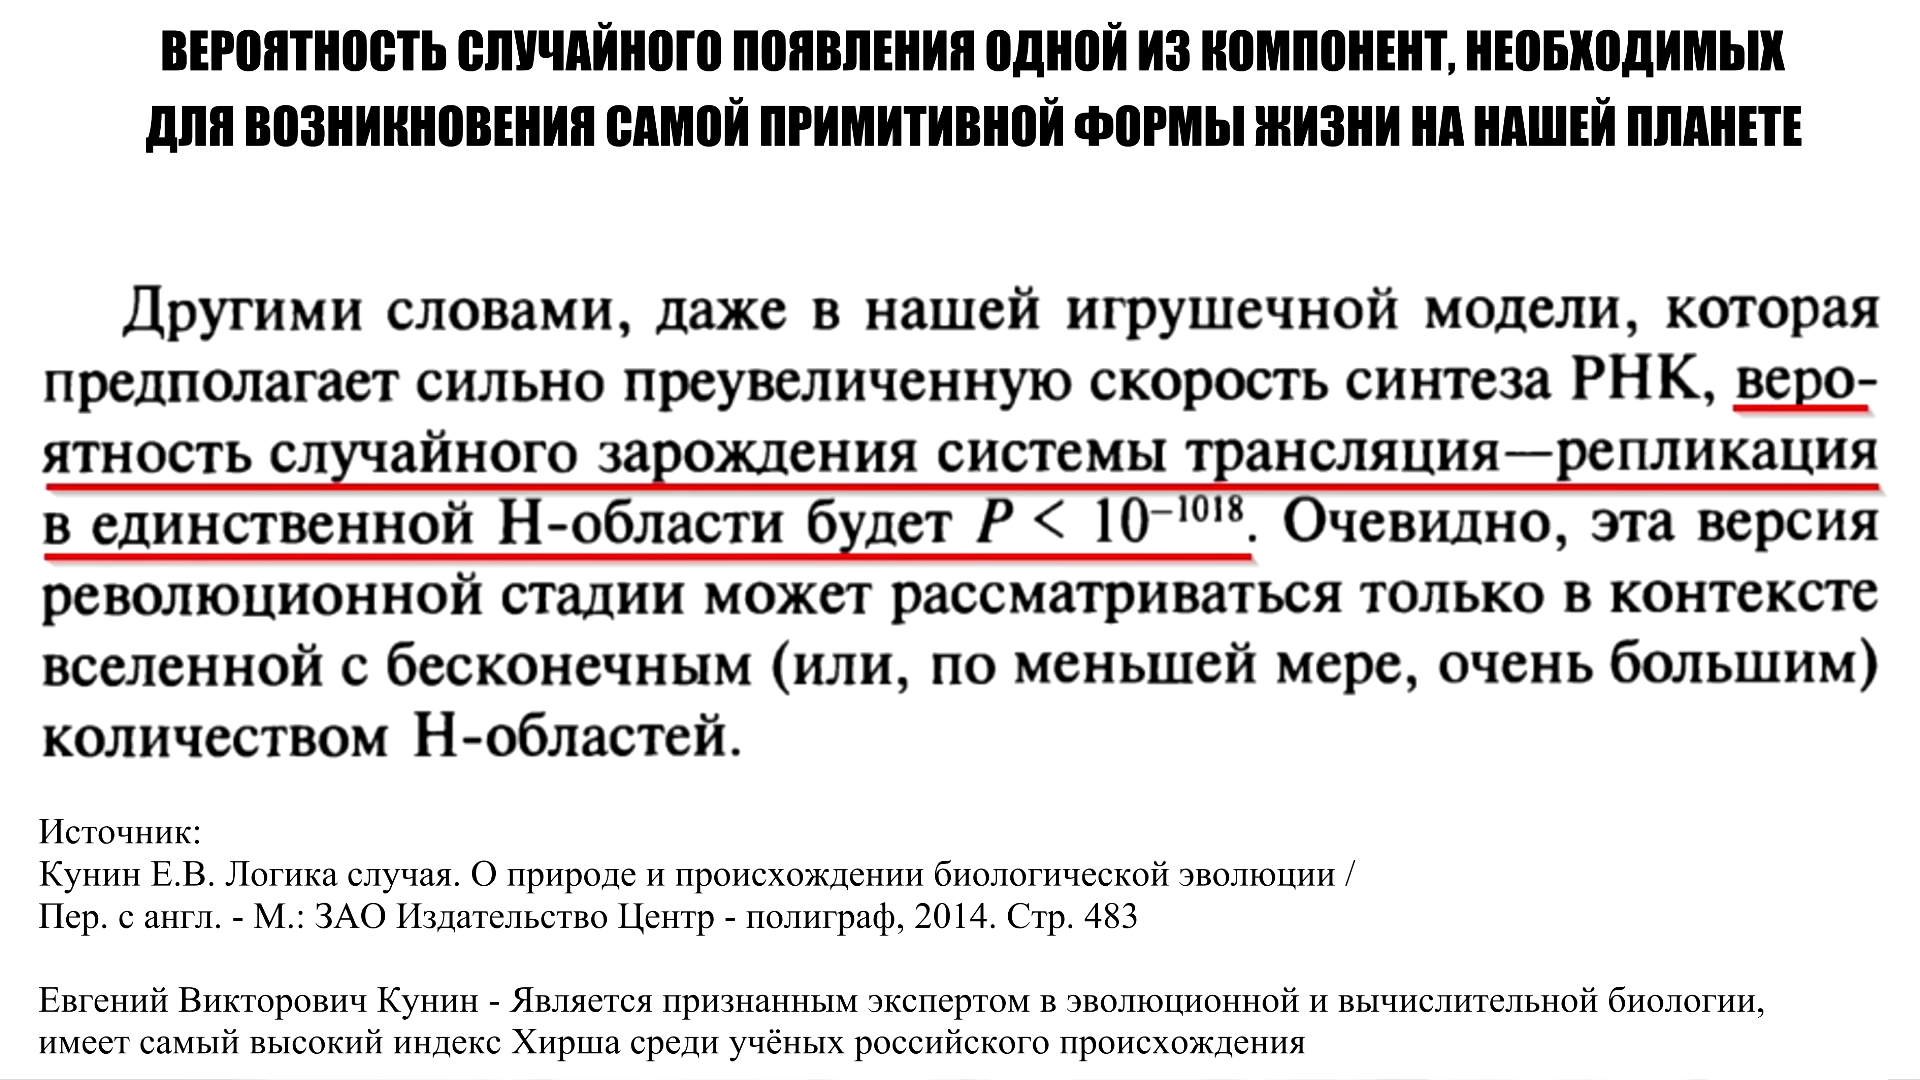 ВЕРОЯТНОСТЬ СЛУЧАЙНОГО ПОЯВЛЕНИЯ ОДНОЙ ИЗ КОМПОНЕНТ, НЕОБХОДИМЫХ
ДЛЯ ВОЗНИКНОВЕНИЯ САМОЙ ПРИМИТИВНОЙ ФОРМЫ ЖИЗНИ НА НАШЕЙ ПЛАНЕТЕ
Другими словами, даже в нашей игрушечной модели, которая
предполагает сильно преувеличенную скорость синтеза РНК, веро-
ятность случайного зарождения системы трансляция—репликация
в единственной Н-области будет P < 10⁻¹⁰¹⁸. Очевидно, эта версия
революционной стадии может рассматриваться только в контексте
вселенной с бесконечным (или, по меньшей мере, очень большим)
количеством Н-областей.
Источник:
Кунин Е.В. Логика случая. О природе и происхождении биологической эволюции /
Пер. с англ. - М.: ЗАО Издательство Центр - полиграф, 2014. Стр. 483
Евгений Викторович Кунин - Является признанным экспертом в эволюционной и вычислительной биологии,
имеет самый высокий индекс Хирша среди учёных российского происхождения